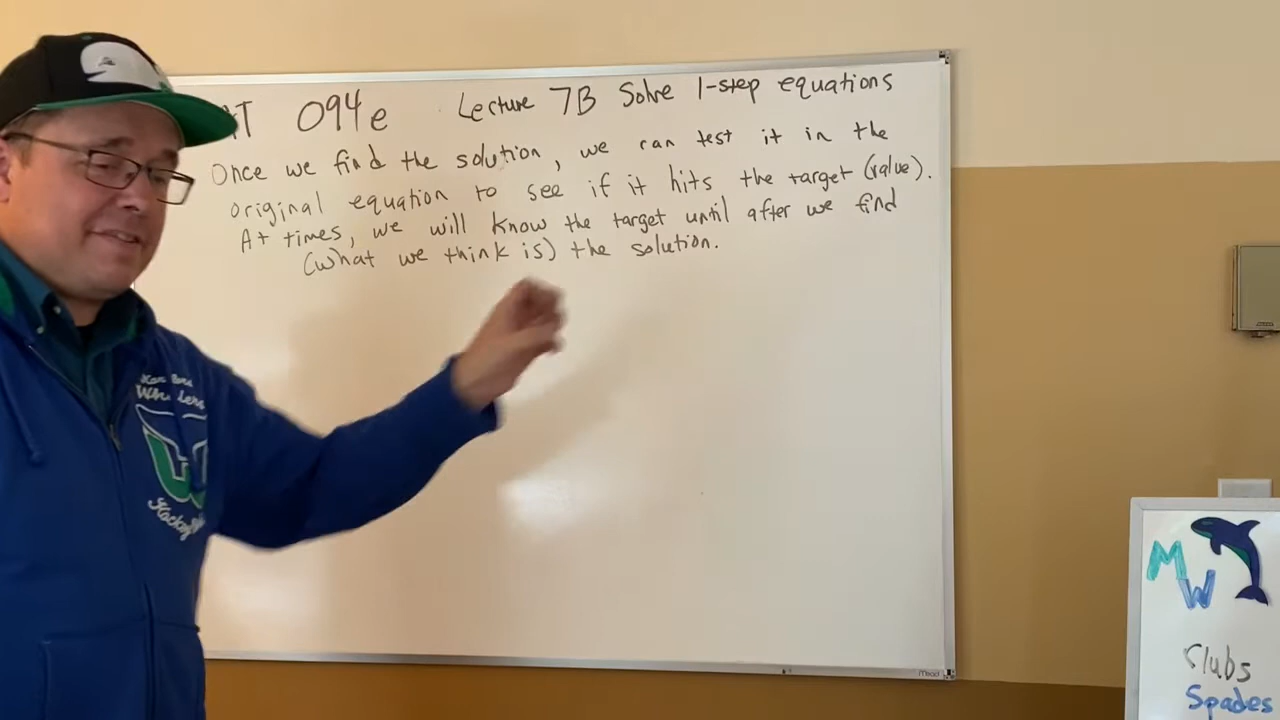 094e Lecture 7B Solve 1-step equations
Once we find the solution, we can test it in the
original equation to see if it hits the target (value).
At times, we will know the target until after we find
(what we think is) the solution.
Mead
MW
Clubs
Spades